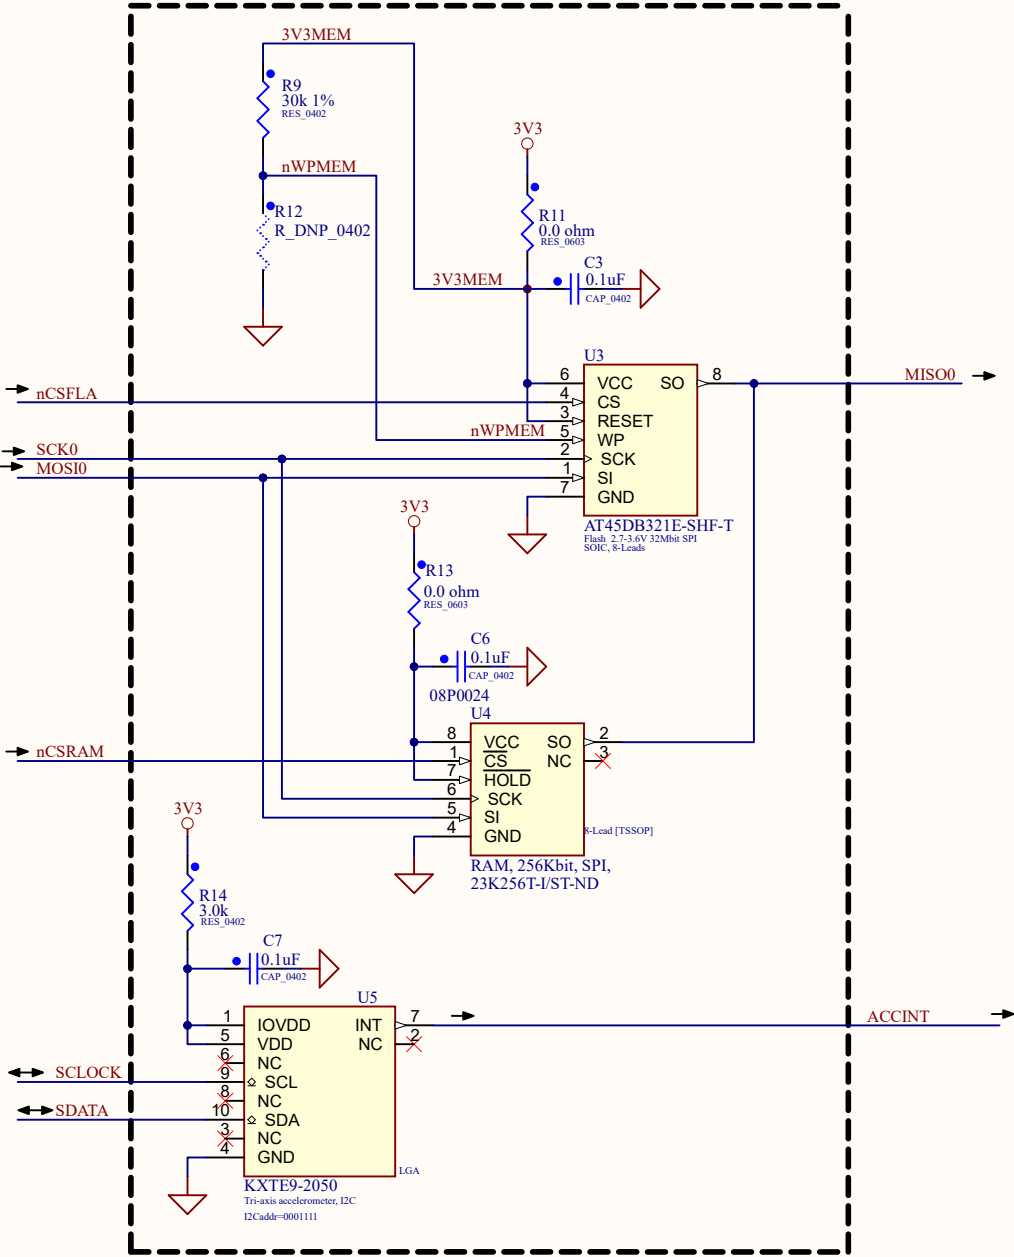 3V3MEM
R9
30k 1%
RES_0402
3V3
nWPMEM
R12
R_DNP_0402
R11
0.0 ohm
RES_0603
C3
0.1uF
CAP_0402
3V3MEM
U3
6 VCC SO 8
MISO0
nCSFLA
4 CS
3 RESET
nWPMEM
5 WP
SCK0
2 SCK
MOSI0
1 SI
7 GND
AT45DB321E-SHF-T
Flash 2.7-3.6V 32Mbit SPI
SOIC, 8-Leads
3V3
R13
0.0 ohm
RES_0603
C6
0.1uF
CAP_0402
08P0024
U4
8 VCC SO 2
nCSRAM
1 CS NC 3
7 HOLD
6 SCK
5 SI
4 GND
8-Lead [TSSOP]
RAM, 256Kbit, SPI,
23K256T-I/ST-ND
3V3
R14
3.0k
RES_0402
C7
0.1uF
CAP_0402
U5
1 IOVDD INT 7
ACCINT
5 VDD NC 2
6 NC
SCLOCK
9 SCL
8 NC
SDATA
10 SDA
3 NC
4 GND
LGA
KXTE9-2050
Tri-axis accelerometer, I2C
I2Caddr=0001111